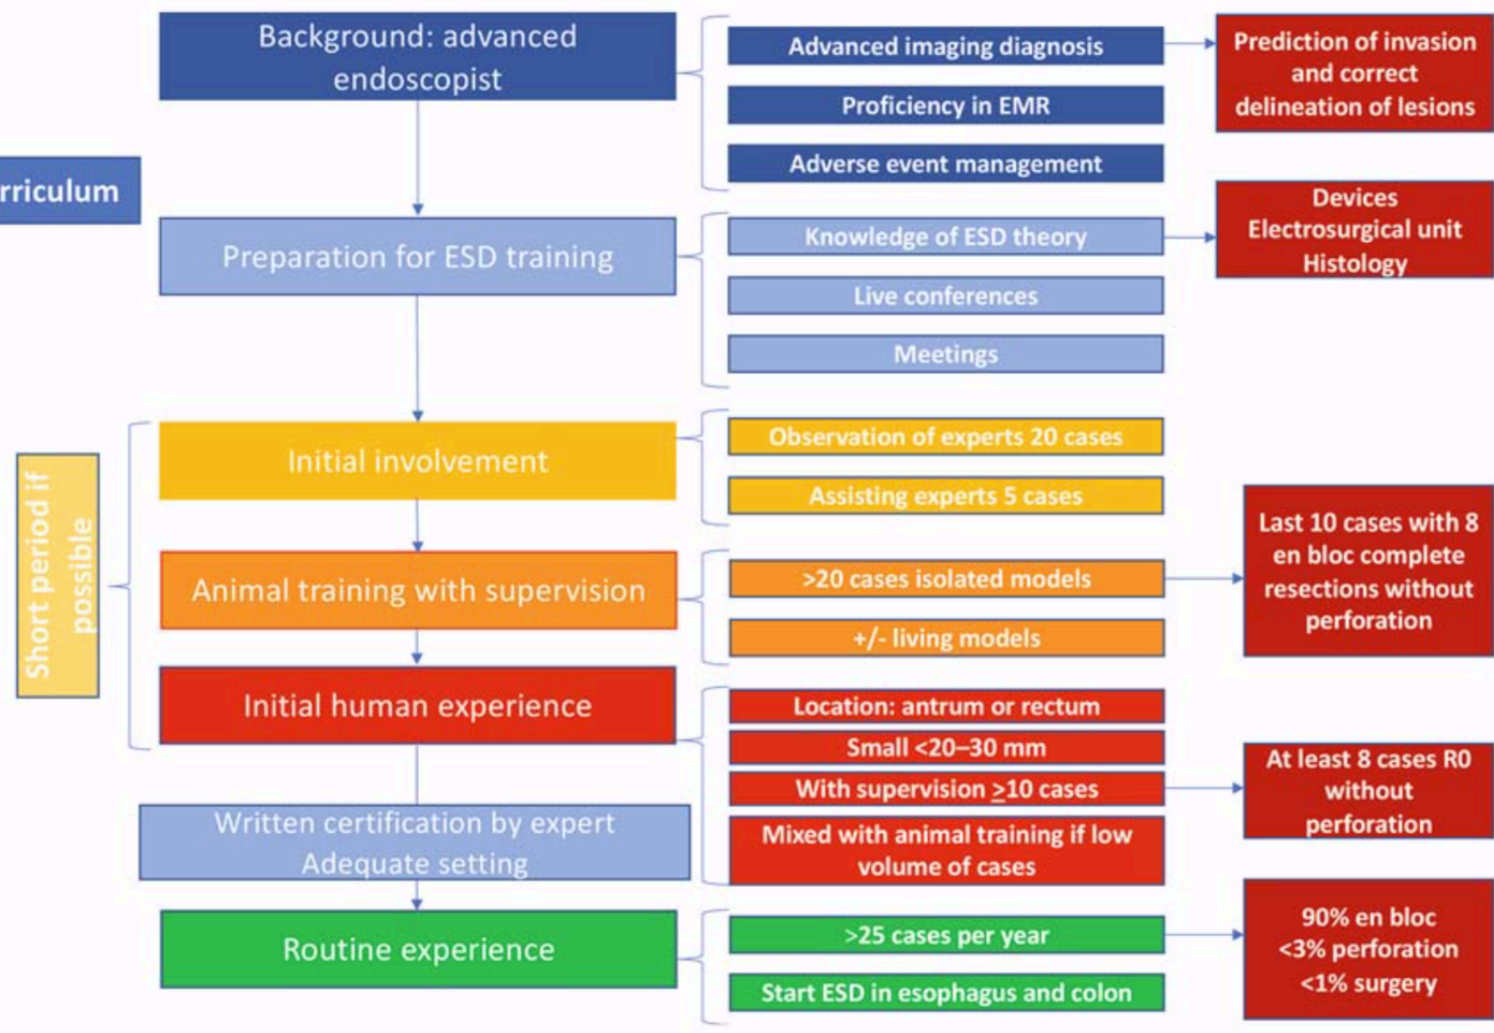 Background: advanced
endoscopist
Advanced imaging diagnosis
Proficiency in EMR
Adverse event management
Prediction of invasion
and correct
delineation of lesions
rriculum
Preparation for ESD training
Knowledge of ESD theory
Live conferences
Meetings
Devices
Electrosurgical unit
Histology
Short period if
possible
Initial involvement
Observation of experts 20 cases
Assisting experts 5 cases
Animal training with supervision
>20 cases isolated models
+/- living models
Last 10 cases with 8
en bloc complete
resections without
perforation
Initial human experience
Location: antrum or rectum
Small <20–30 mm
With supervision ≥10 cases
Mixed with animal training if low
volume of cases
At least 8 cases R0
without
perforation
Written certification by expert
Adequate setting
Routine experience
>25 cases per year
Start ESD in esophagus and colon
90% en bloc
<3% perforation
<1% surgery